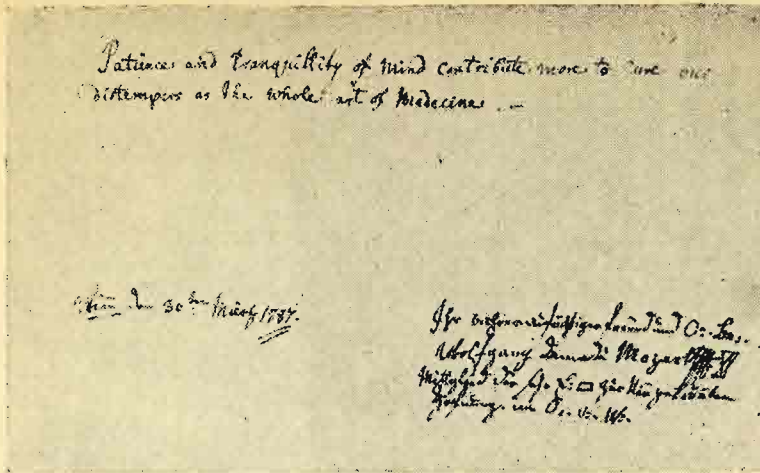 Patience and tranquillity of mind contribute more to cure our
distempers as the whole art of Medecine. —
Wien den 30ten März 1787.
Ihr wahrer aufrichtiger freund und O:. Br:.
Wolfgang Amadè Mozart
Mitglied der sehr E:. □ zur Neugekrönten
Hofnung im O:. v:. W:.